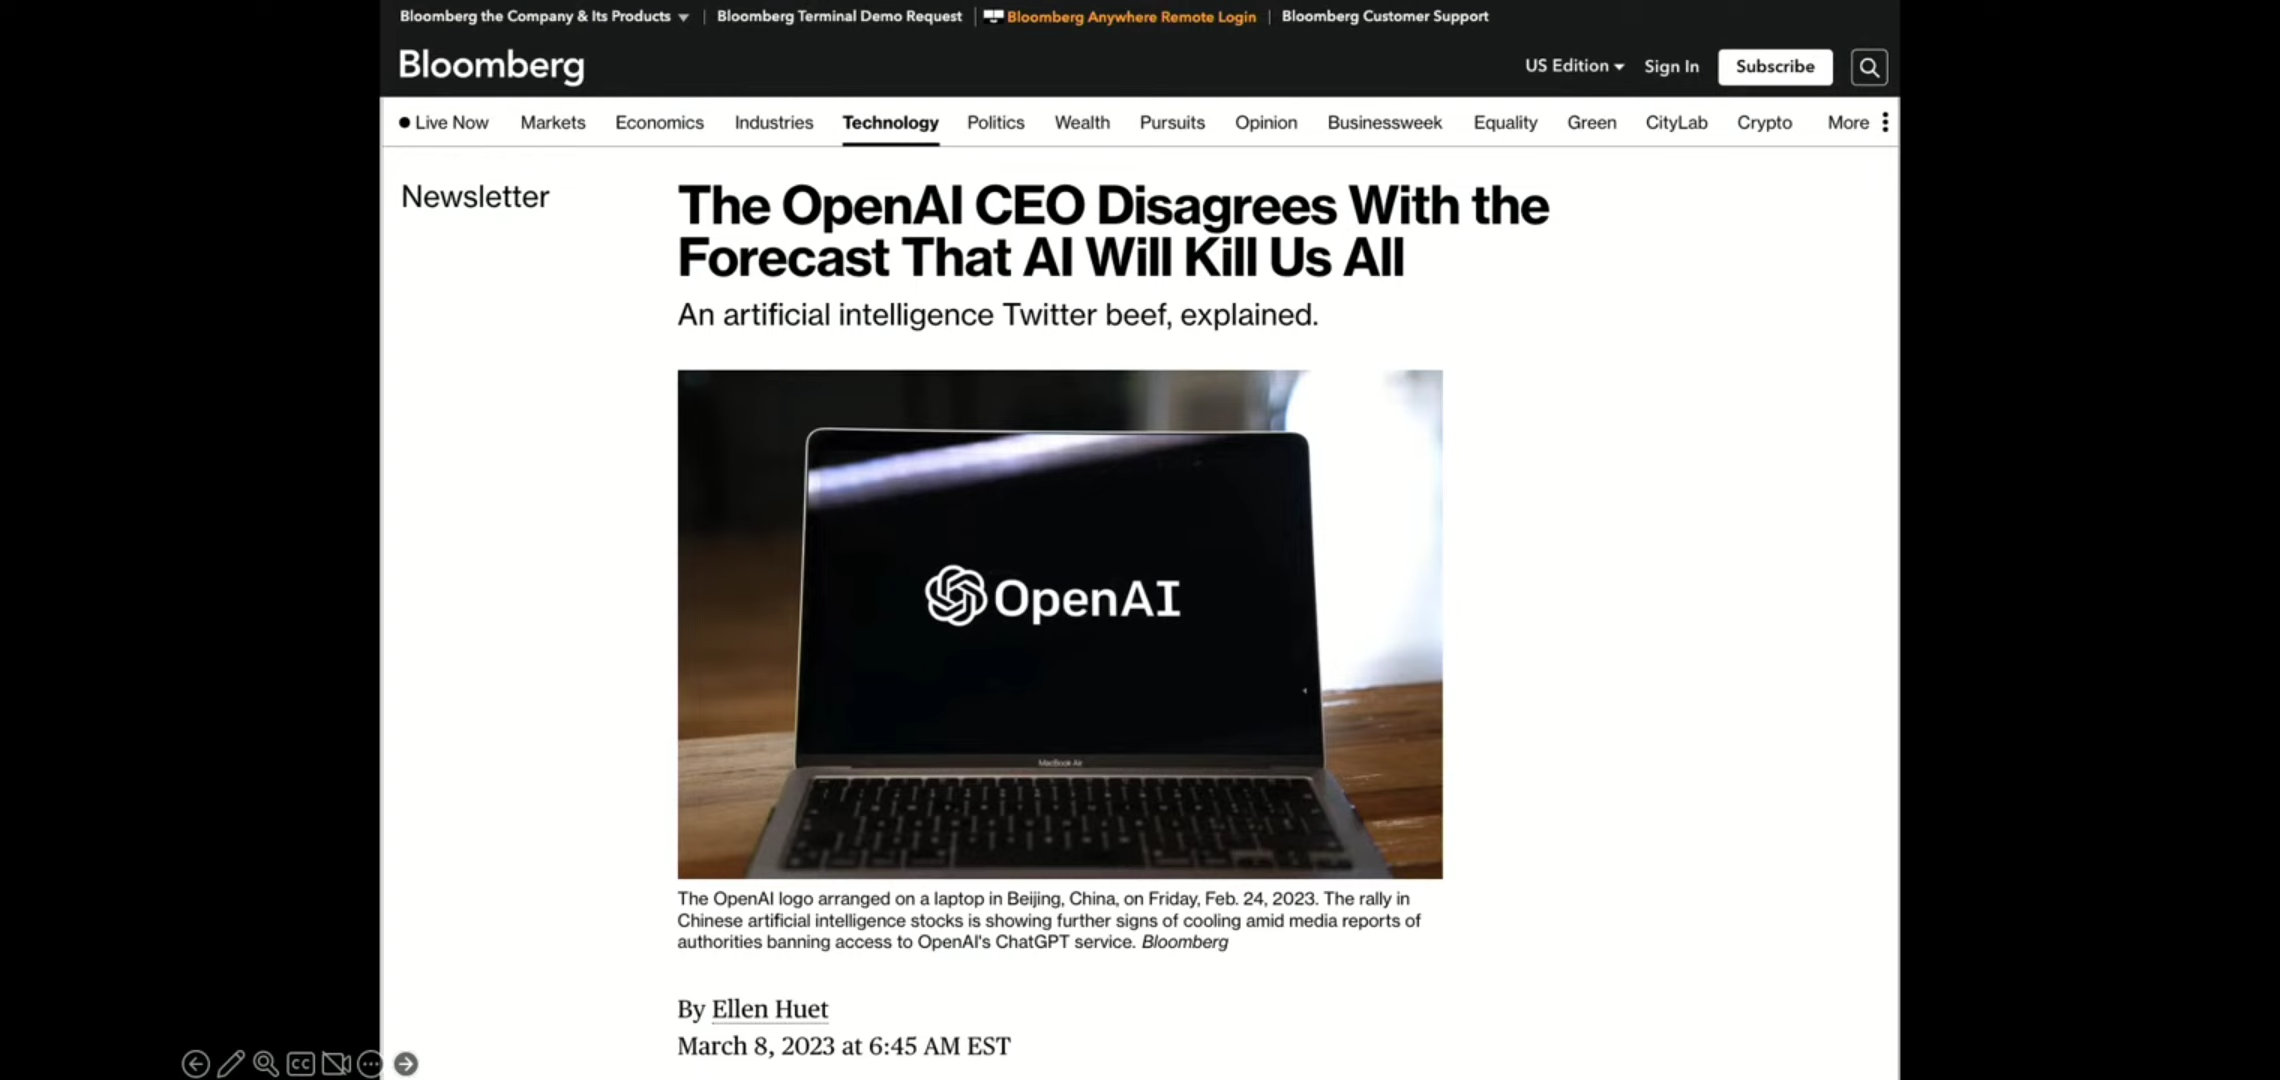 Bloomberg the Company & Its Products
Bloomberg Terminal Demo Request
Bloomberg Anywhere Remote Login
Bloomberg Customer Support
Bloomberg
US Edition
Sign In
Subscribe
Live Now
Markets
Economics
Industries
Technology
Politics
Wealth
Pursuits
Opinion
Businessweek
Equality
Green
CityLab
Crypto
More
Newsletter
The OpenAI CEO Disagrees With the
Forecast That AI Will Kill Us All
An artificial intelligence Twitter beef, explained.
OpenAI
MacBook Air
The OpenAI logo arranged on a laptop in Beijing, China, on Friday, Feb. 24, 2023. The rally in
Chinese artificial intelligence stocks is showing further signs of cooling amid media reports of
authorities banning access to OpenAI's ChatGPT service. Bloomberg
By Ellen Huet
March 8, 2023 at 6:45 AM EST
CC